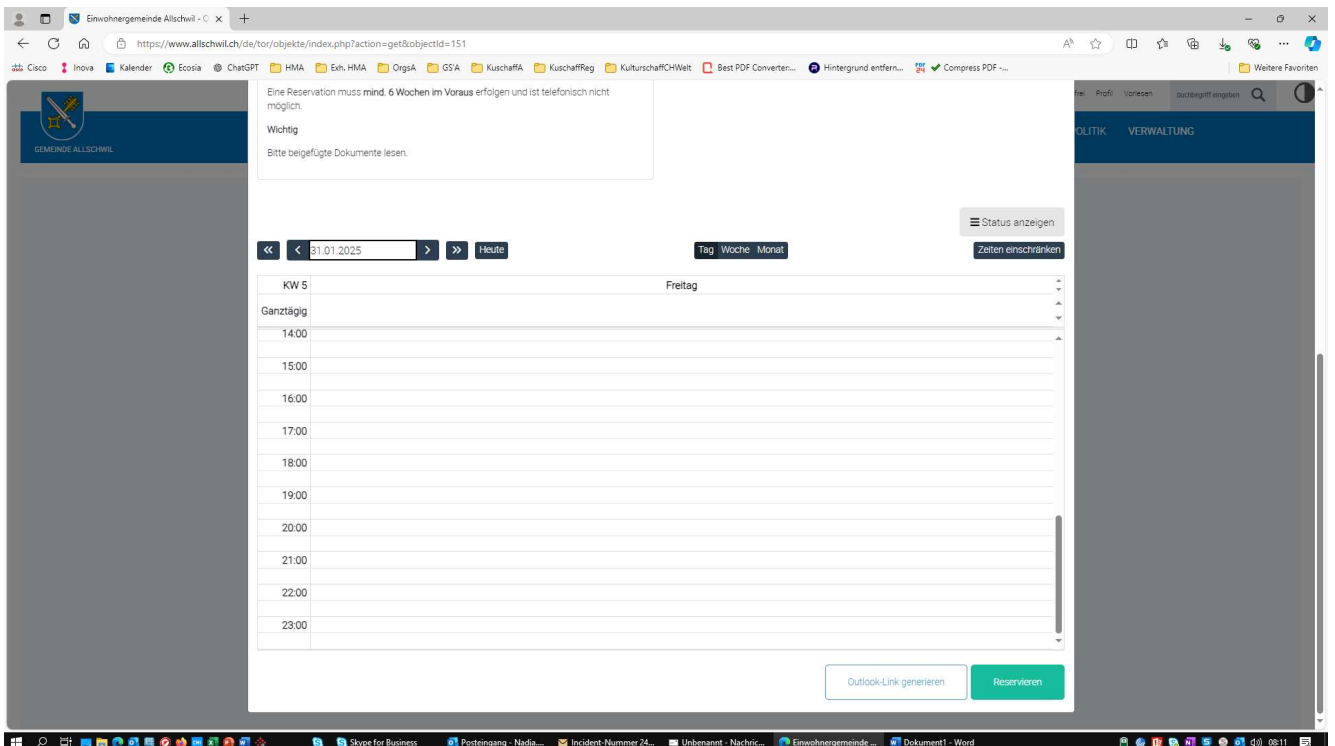 Einwohnergemeinde Allschwil - O
https://www.allschwil.ch/de/tor/objekte/index.php?action=get&objectId=151
Cisco Inova Kalender Ecosia ChatGPT HMA Exh. HMA OrgsA GS'A KuschaffA KuschaffReg KulturschaffCHWelt Best PDF Converter:... Hintergrund entfern... Compress PDF -... Weitere Favoriten
Eine Reservation muss mind. 6 Wochen im Voraus erfolgen und ist telefonisch nicht
möglich.
frei Profil Vorlesen Suchbegriff eingeben
Wichtig
OLITIK VERWALTUNG
GEMEINDE ALLSCHWIL
Bitte beigefügte Dokumente lesen.
Status anzeigen
31.01.2025 Heute Tag Woche Monat Zeiten einschränken
KW 5 Freitag
Ganztägig
14:00
15:00
16:00
17:00
18:00
19:00
20:00
21:00
22:00
23:00
Outlook-Link generieren Reservieren
Skype for Business Posteingang - Nadja.... Incident-Nummer 24... Unbenannt - Nachric... Einwohnergemeinde ... Dokument1 - Word 08:11